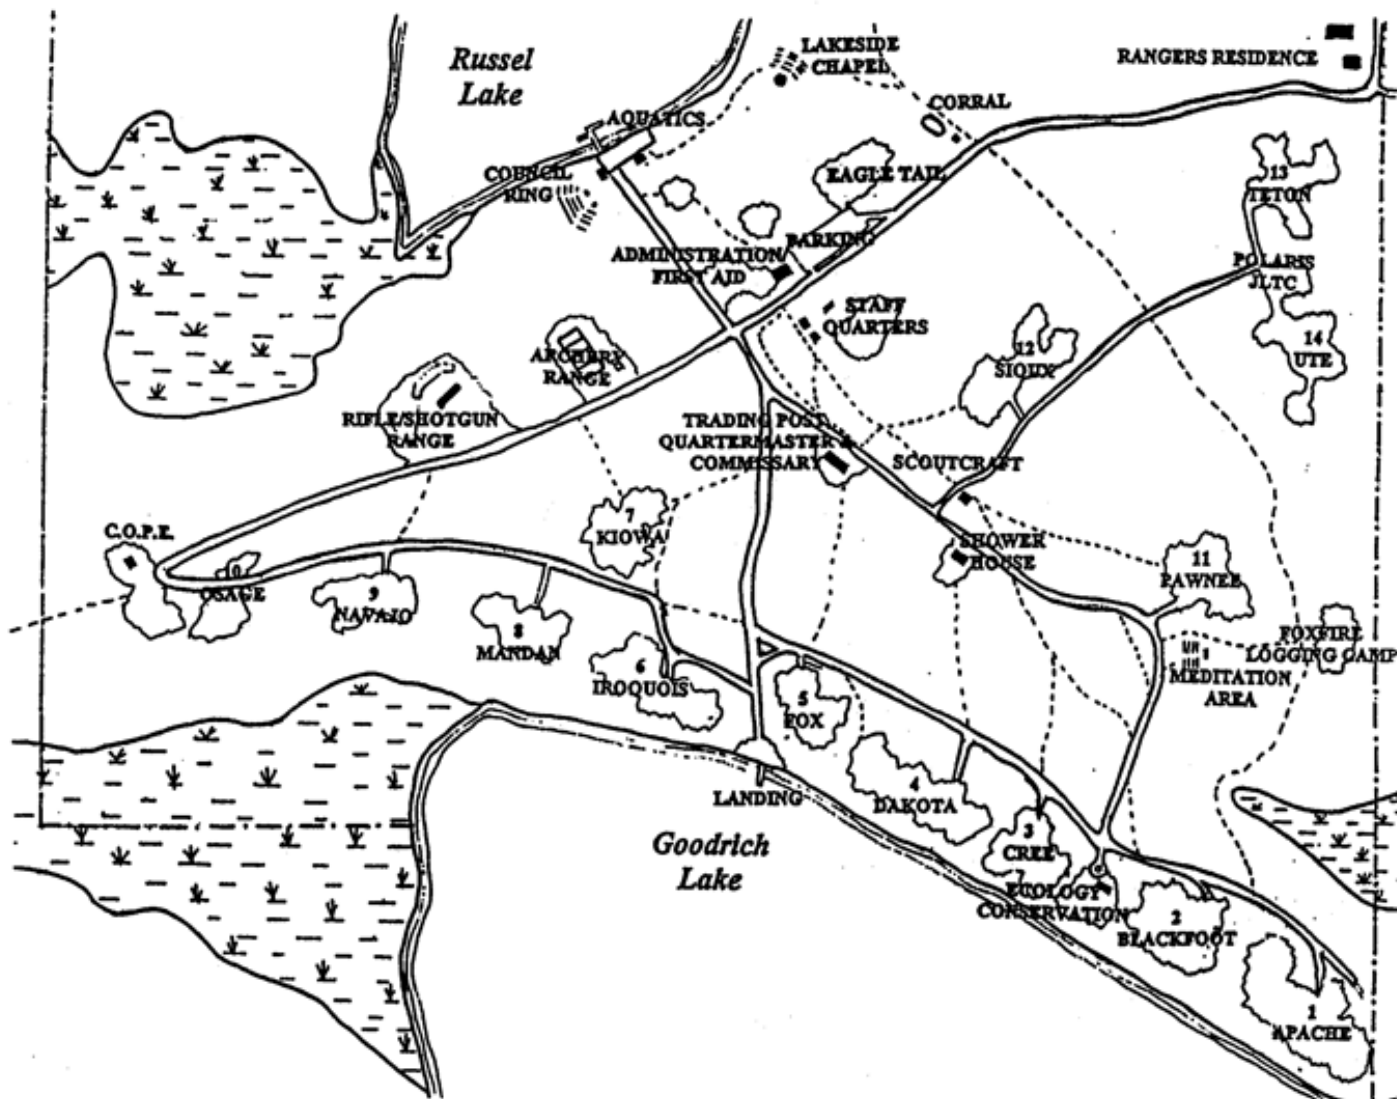 Russel
Lake
LAKESIDE
CHAPEL
RANGERS RESIDENCE
CORRAL
AQUATICS
COUNCIL
RING
EAGLE TAIL
13
TETON
PARKING
ADMINISTRATION
FIRST AID
POLARIS
JLTC
STAFF
QUARTERS
14
UTE
12
SIOUX
ARCHERY
RANGE
RIFLE/SHOTGUN
RANGE
TRADING POST
QUARTERMASTER &
COMMISSARY
SCOUTCRAFT
7
KIOWA
C.O.P.E.
SHOWER
HOUSE
11
PAWNEE
10
OSAGE
9
NAVAJO
8
MANDAN
FOXFIRE
LOGGING CAMP
MEDITATION
AREA
6
IROQUOIS
5
FOX
4
DAKOTA
LANDING
3
CREE
Goodrich
Lake
ECOLOGY
CONSERVATION
2
BLACKFOOT
1
APACHE